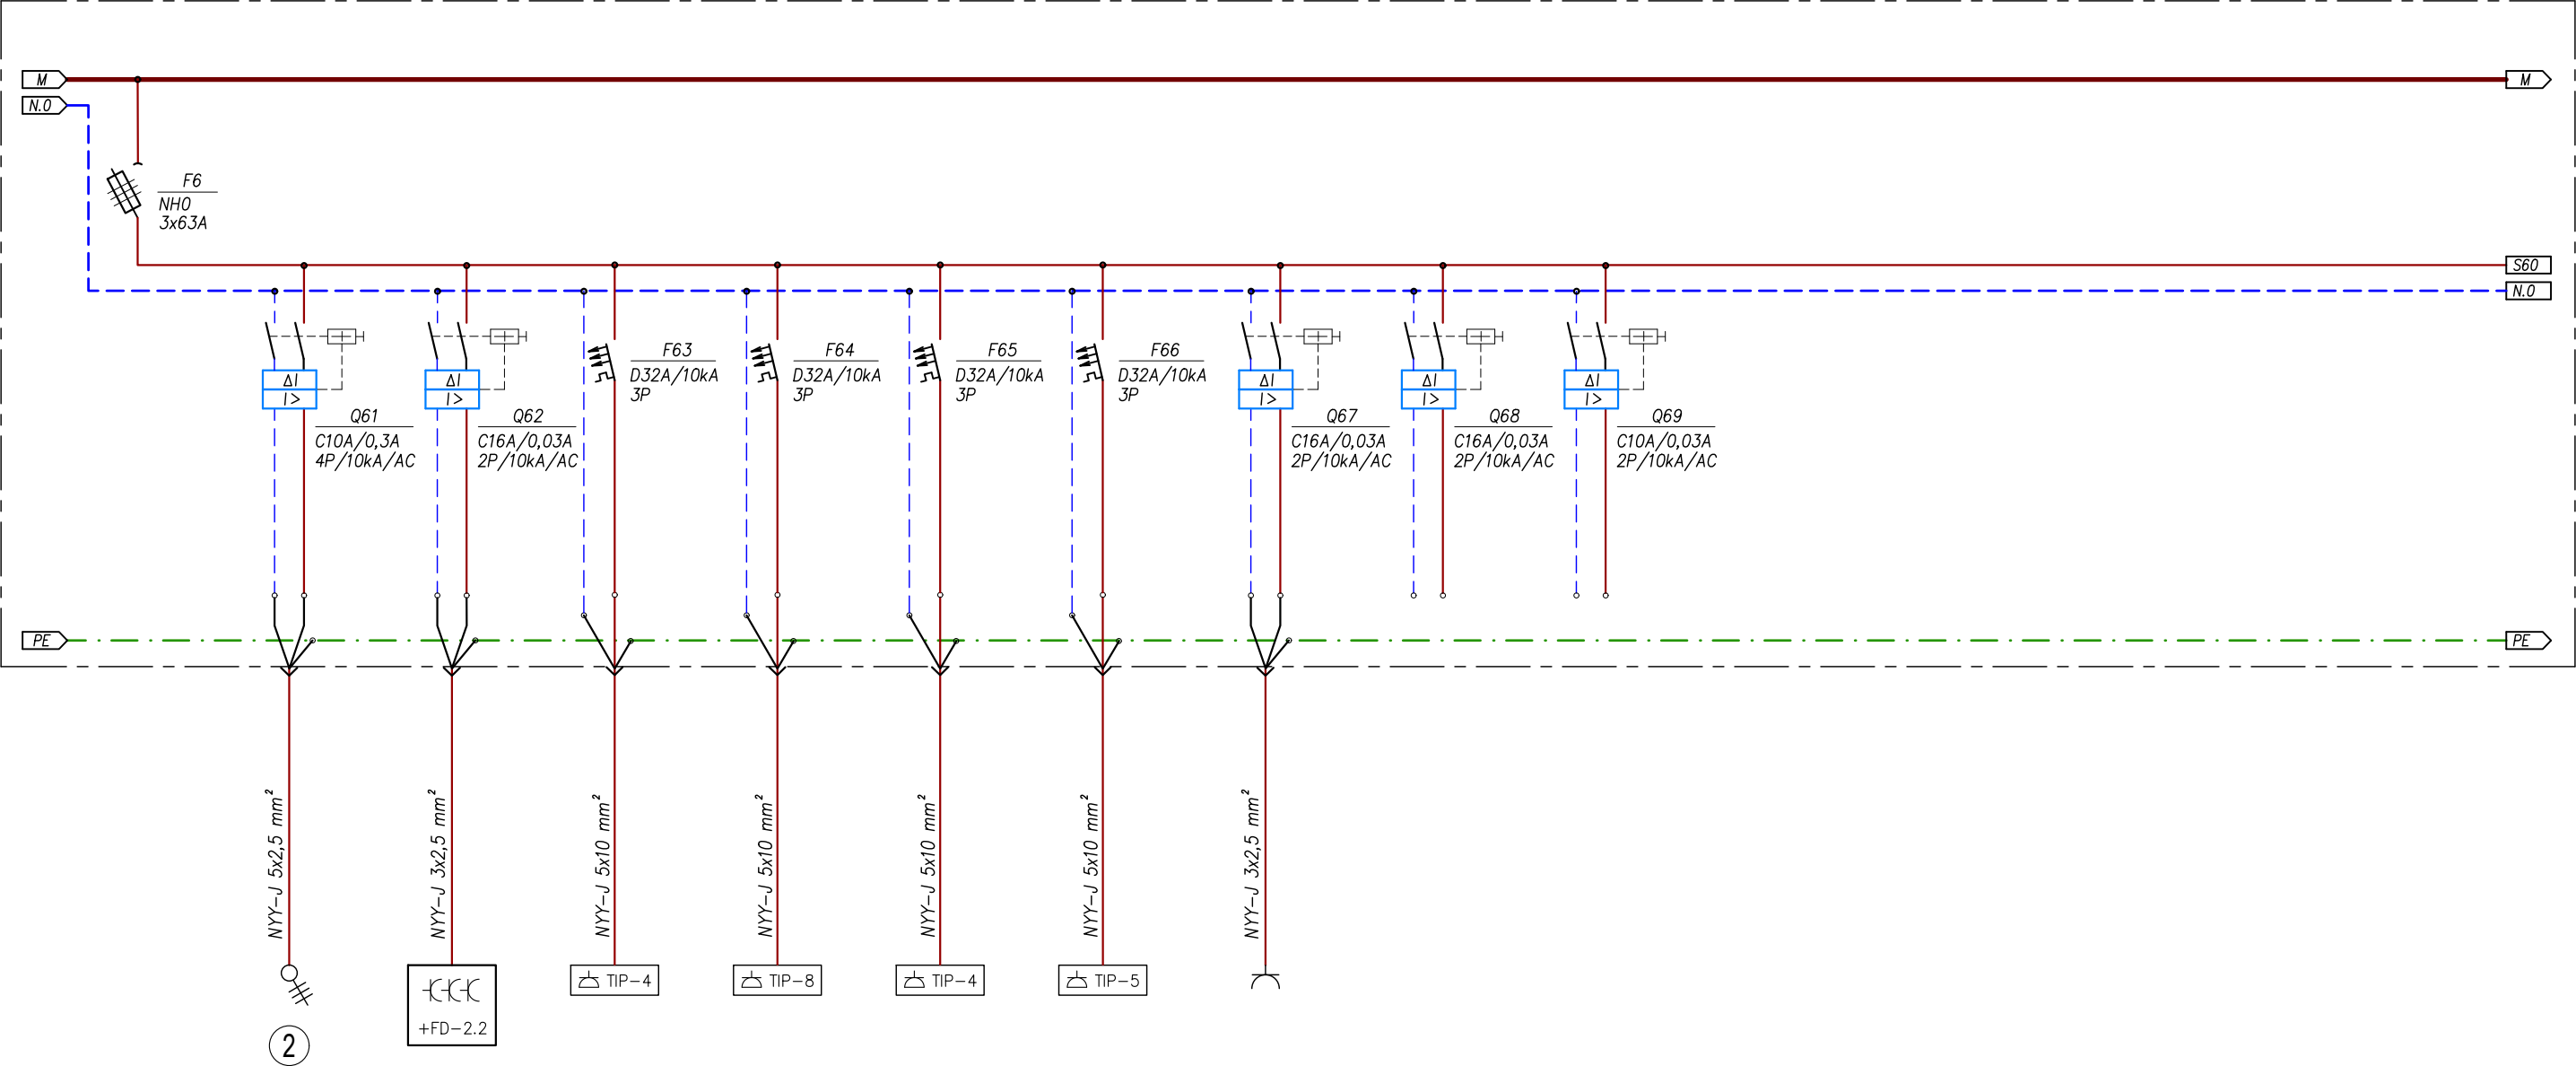 M
M
N.0
F6
NH0
3x63A
S60
N.0
ΔI
I>
Q61
C10A/0,3A
4P/10kA/AC
ΔI
I>
Q62
C16A/0,03A
2P/10kA/AC
F63
D32A/10kA
3P
F64
D32A/10kA
3P
F65
D32A/10kA
3P
F66
D32A/10kA
3P
ΔI
I>
Q67
C16A/0,03A
2P/10kA/AC
ΔI
I>
Q68
C16A/0,03A
2P/10kA/AC
ΔI
I>
Q69
C10A/0,03A
2P/10kA/AC
PE
PE
NYY-J 5x2,5 mm²
NYY-J 3x2,5 mm²
NYY-J 5x10 mm²
NYY-J 5x10 mm²
NYY-J 5x10 mm²
NYY-J 5x10 mm²
NYY-J 3x2,5 mm²
TIP-4
TIP-8
TIP-4
TIP-5
+FD-2.2
2